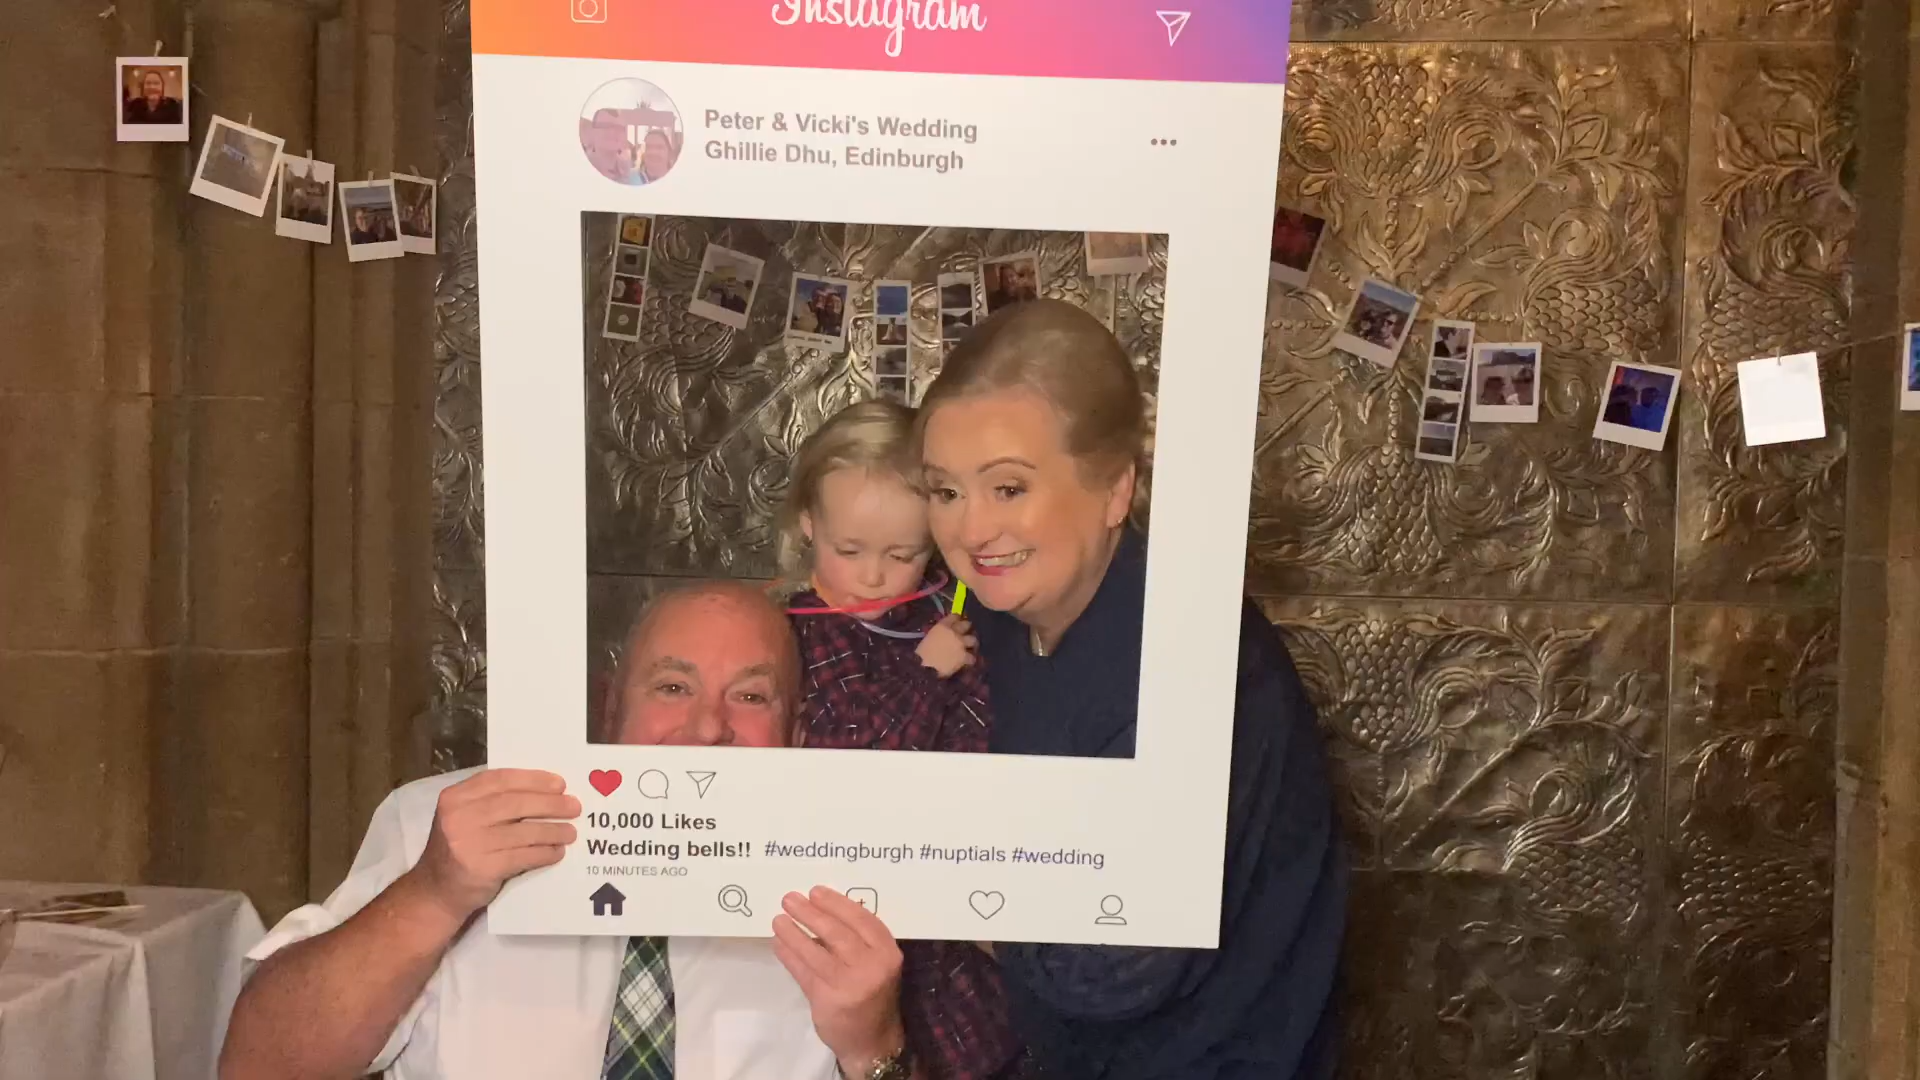 Instagram
Peter & Vicki's Wedding
Ghillie Dhu, Edinburgh
10,000 Likes
Wedding bells!! #weddingburgh #nuptials #wedding
10 MINUTES AGO